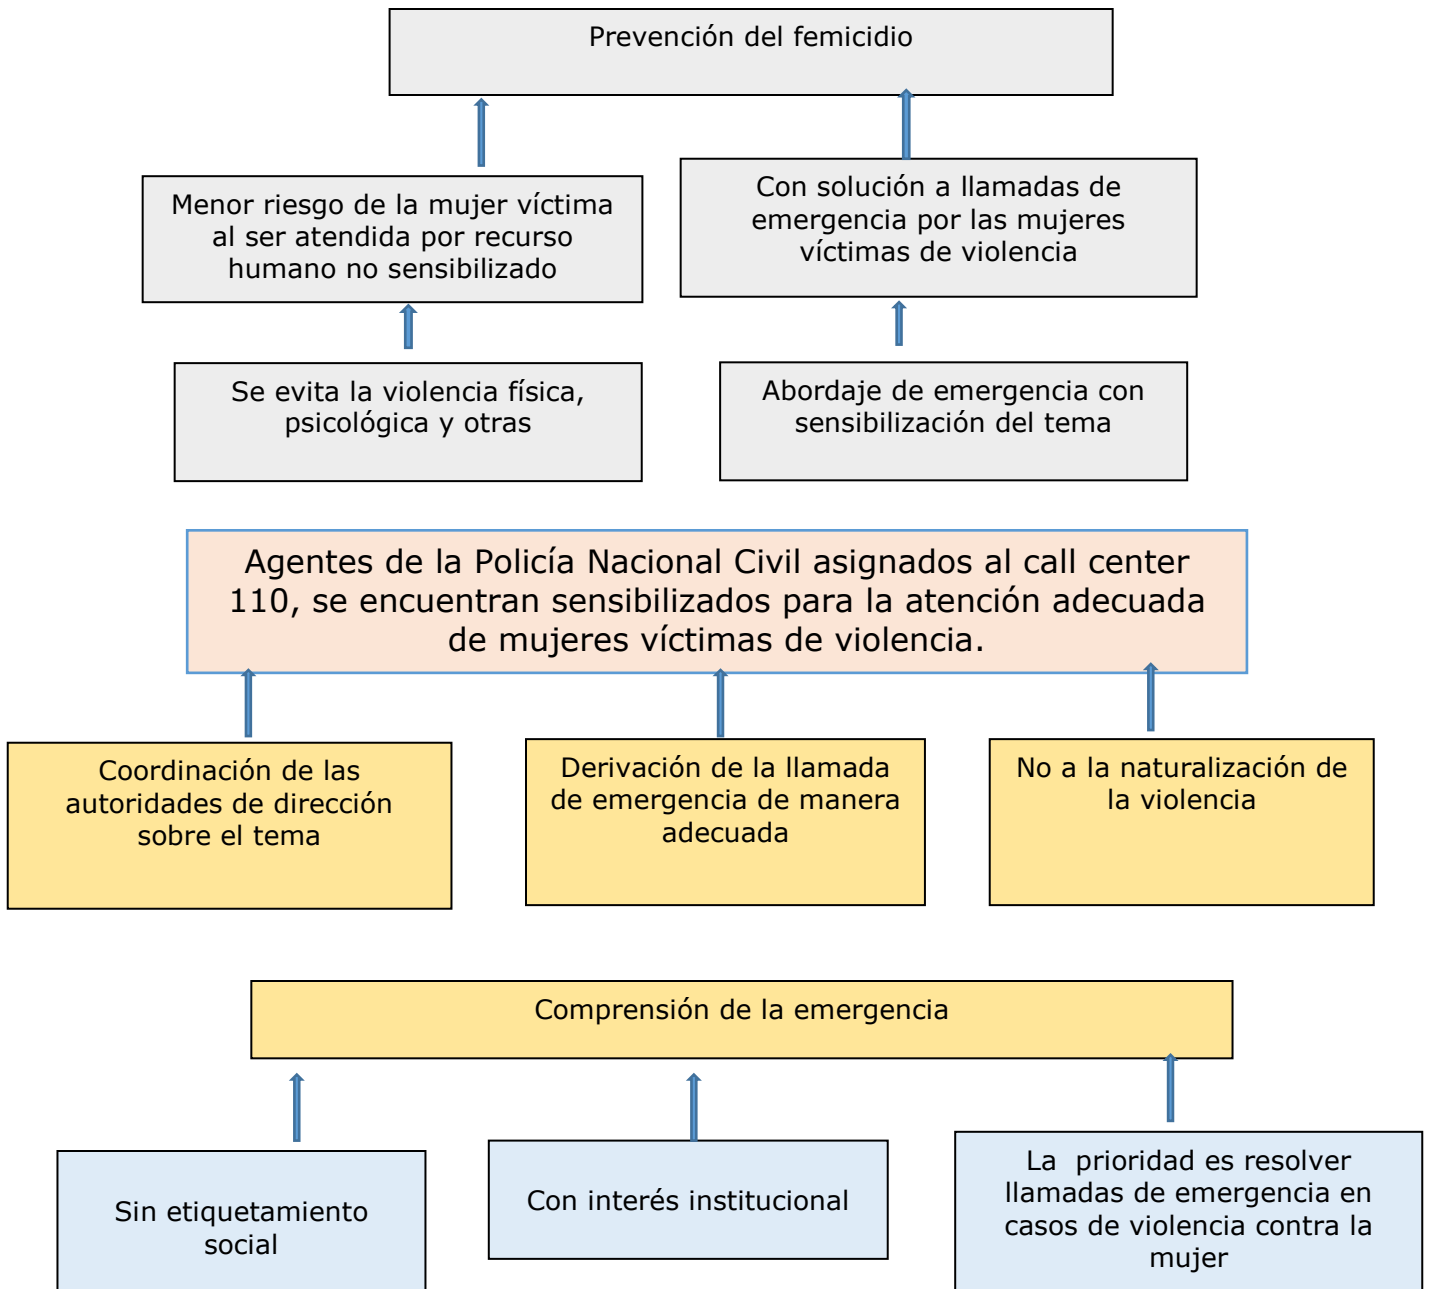 Prevención del femicidio
Menor riesgo de la mujer víctima
al ser atendida por recurso
humano no sensibilizado
Con solución a llamadas de
emergencia por las mujeres
víctimas de violencia
Se evita la violencia física,
psicológica y otras
Abordaje de emergencia con
sensibilización del tema
Agentes de la Policía Nacional Civil asignados al call center
110, se encuentran sensibilizados para la atención adecuada
de mujeres víctimas de violencia.
Coordinación de las
autoridades de dirección
sobre el tema
Derivación de la llamada
de emergencia de manera
adecuada
No a la naturalización de
la violencia
Comprensión de la emergencia
Sin etiquetamiento
social
Con interés institucional
La prioridad es resolver
llamadas de emergencia en
casos de violencia contra la
mujer